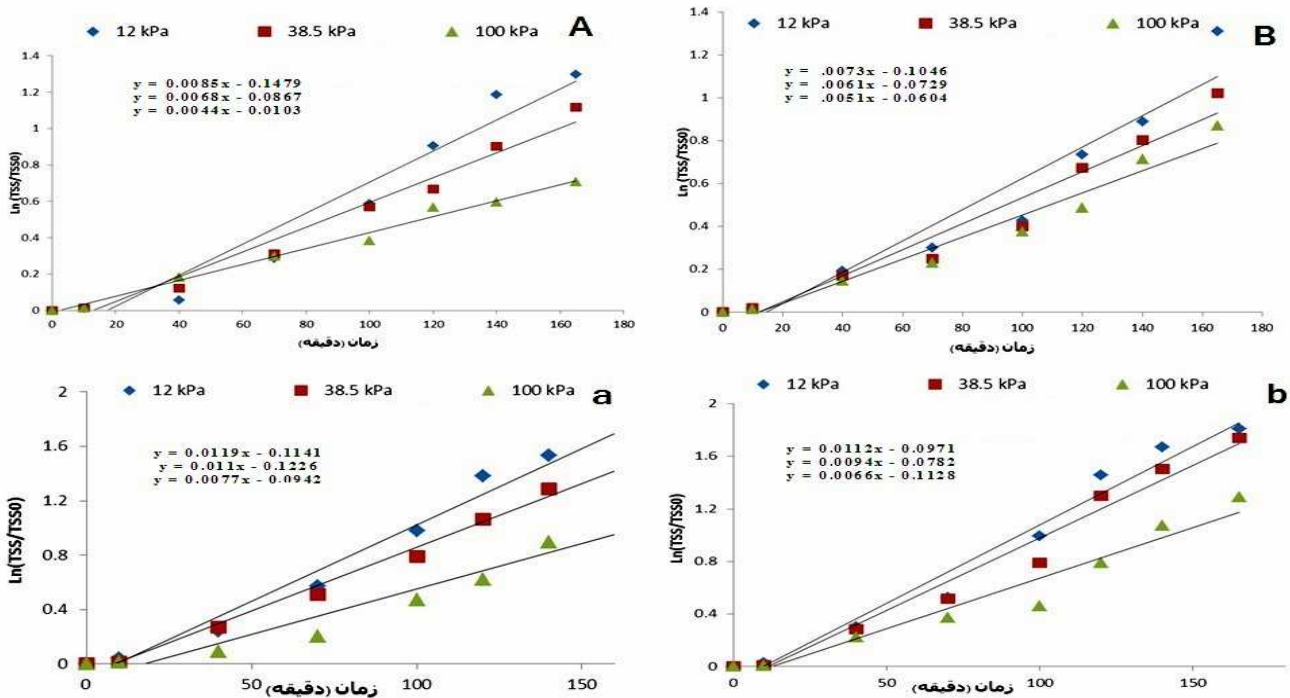 12 kPa 38.5 kPa 100 kPa A
1.4
1.2
1
0.8
0.6
0.4
0.2
0
y = 0.0085x - 0.1479
y = 0.0068x - 0.0867
y = 0.0044x - 0.0103
Ln(TSS/TSS0)
0 20 40 60 80 100 120 140 160 180
زمان (دقیقه)
12 kPa 38.5 kPa 100 kPa B
1.4
1.2
1
0.8
0.6
0.4
0.2
0
y = .0073x - 0.1046
y = .0061x - 0.0729
y = .0051x - 0.0604
Ln(TSS/TSS0)
0 20 40 60 80 100 120 140 160 180
زمان (دقیقه)
12 kPa 38.5 kPa 100 kPa a
2
1.6
1.2
0.8
0.4
0
y = 0.0119x - 0.1141
y = 0.011x - 0.1226
y = 0.0077x - 0.0942
Ln(TSS/TSS0)
0 50 100 150
زمان (دقیقه)
12 kPa 38.5 kPa 100 kPa b
2
1.6
1.2
0.8
0.4
0
y = 0.0112x - 0.0971
y = 0.0094x - 0.0782
y = 0.0066x - 0.1128
Ln(TSS/TSS0)
0 50 100 150
زمان (دقیقه)